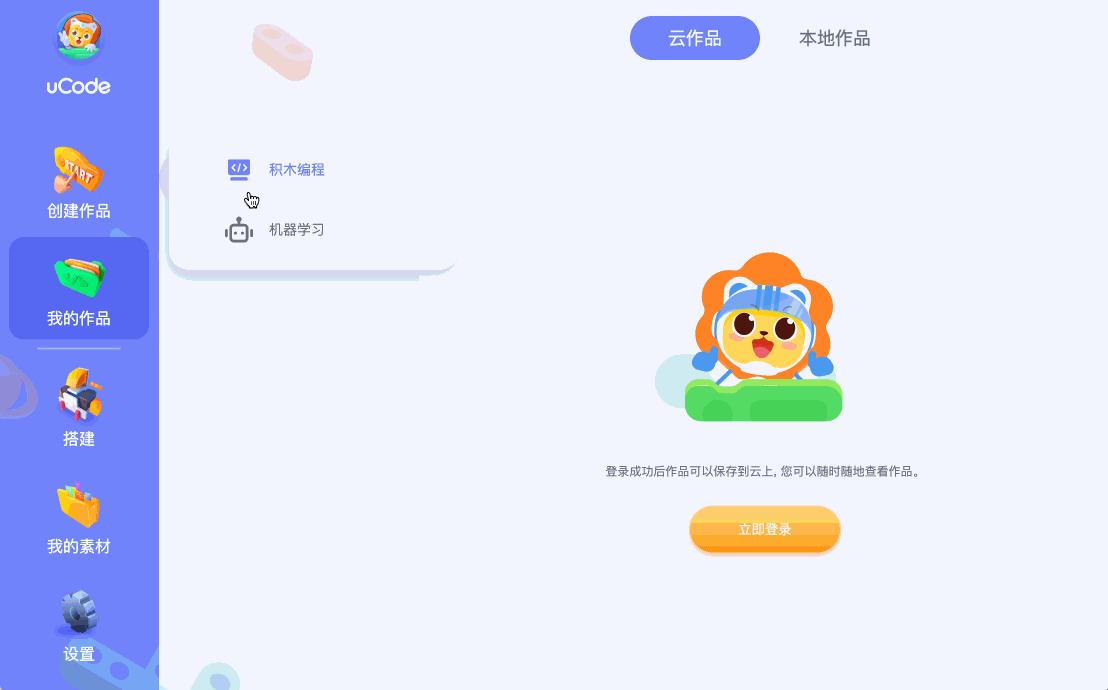 uCode
START
创建作品
我的作品
搭建
我的素材
设置
积木编程
机器学习
云作品
本地作品
登录成功后作品可以保存到云上, 您可以随时随地查看作品。
立即登录